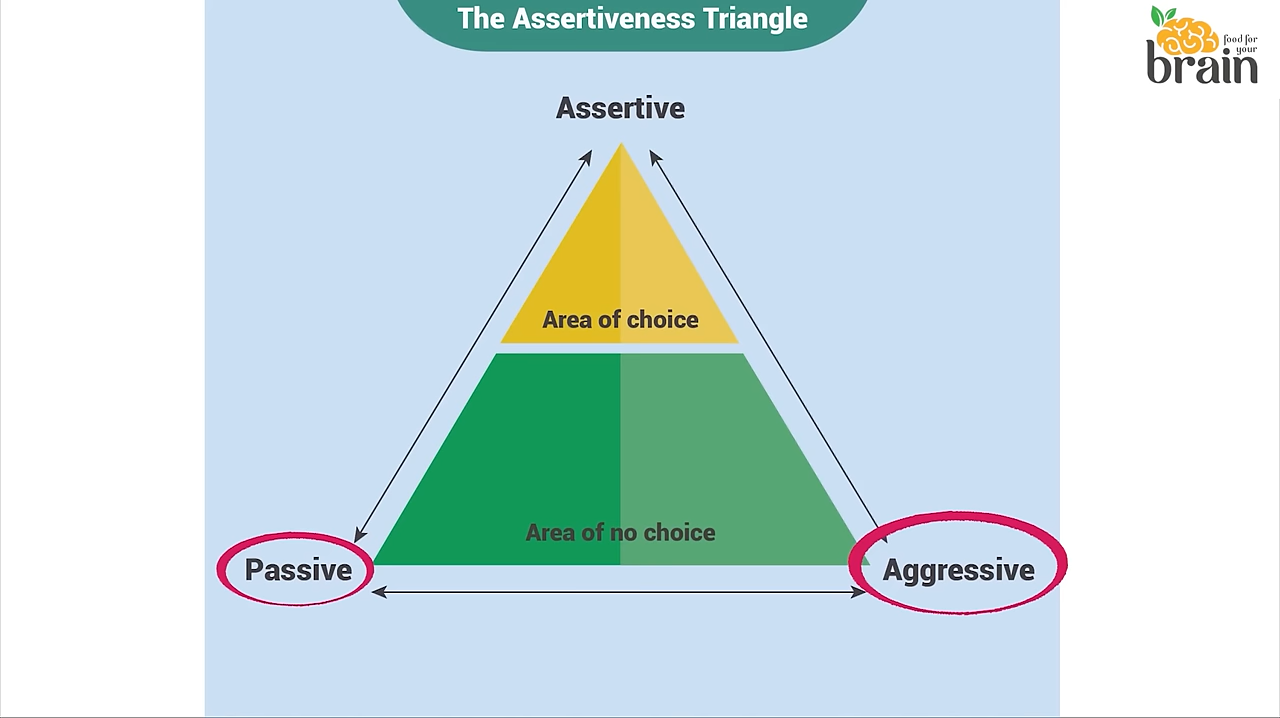 The Assertiveness Triangle
food for
your
brain
Assertive
Area of choice
Area of no choice
Passive
Aggressive